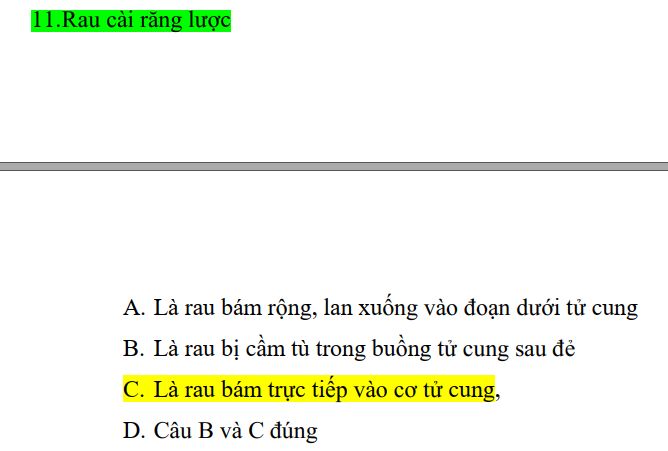 11.Rau cài răng lược
A. Là rau bám rộng, lan xuống vào đoạn dưới tử cung
B. Là rau bị cầm tù trong buồng tử cung sau đẻ
C. Là rau bám trực tiếp vào cơ tử cung,
D. Câu B và C đúng